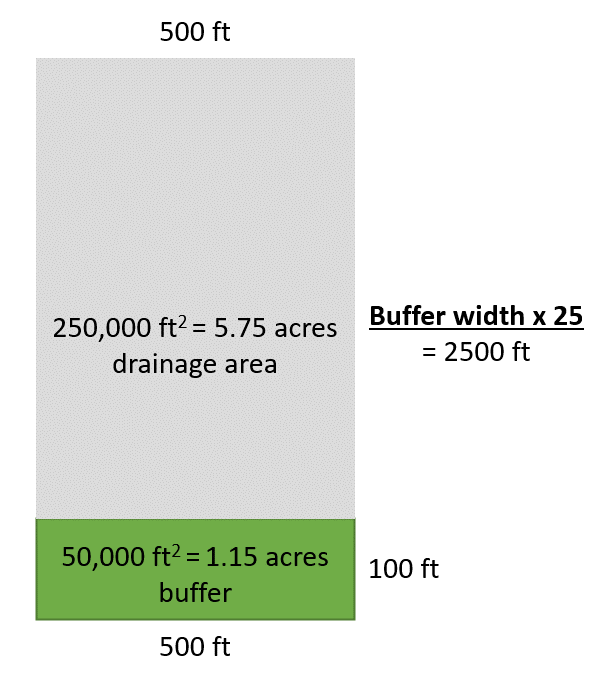 500 ft
250,000 ft² = 5.75 acres
drainage area
Buffer width x 25
= 2500 ft
50,000 ft² = 1.15 acres
buffer
100 ft
500 ft